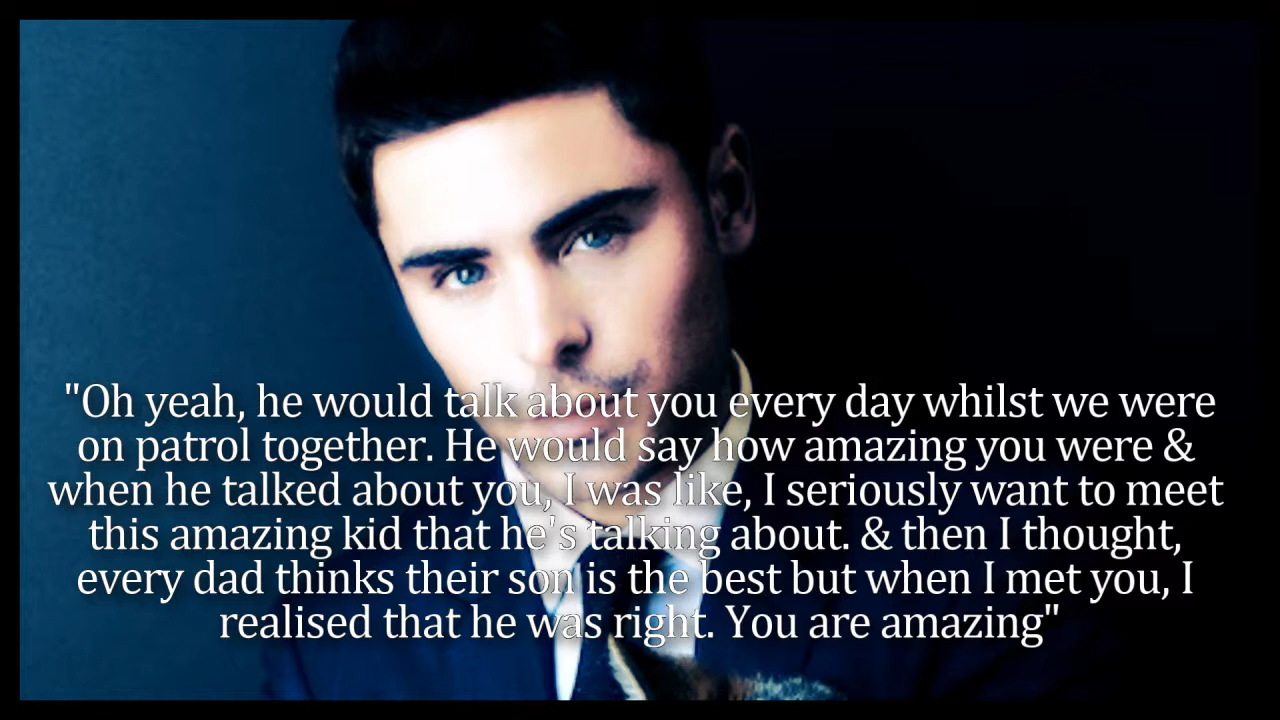 "Oh yeah, he would talk about you every day whilst we were
on patrol together. He would say how amazing you were &
when he talked about you, I was like, I seriously want to meet
this amazing kid that he's talking about. & then I thought,
every dad thinks their son is the best but when I met you, I
realised that he was right. You are amazing"